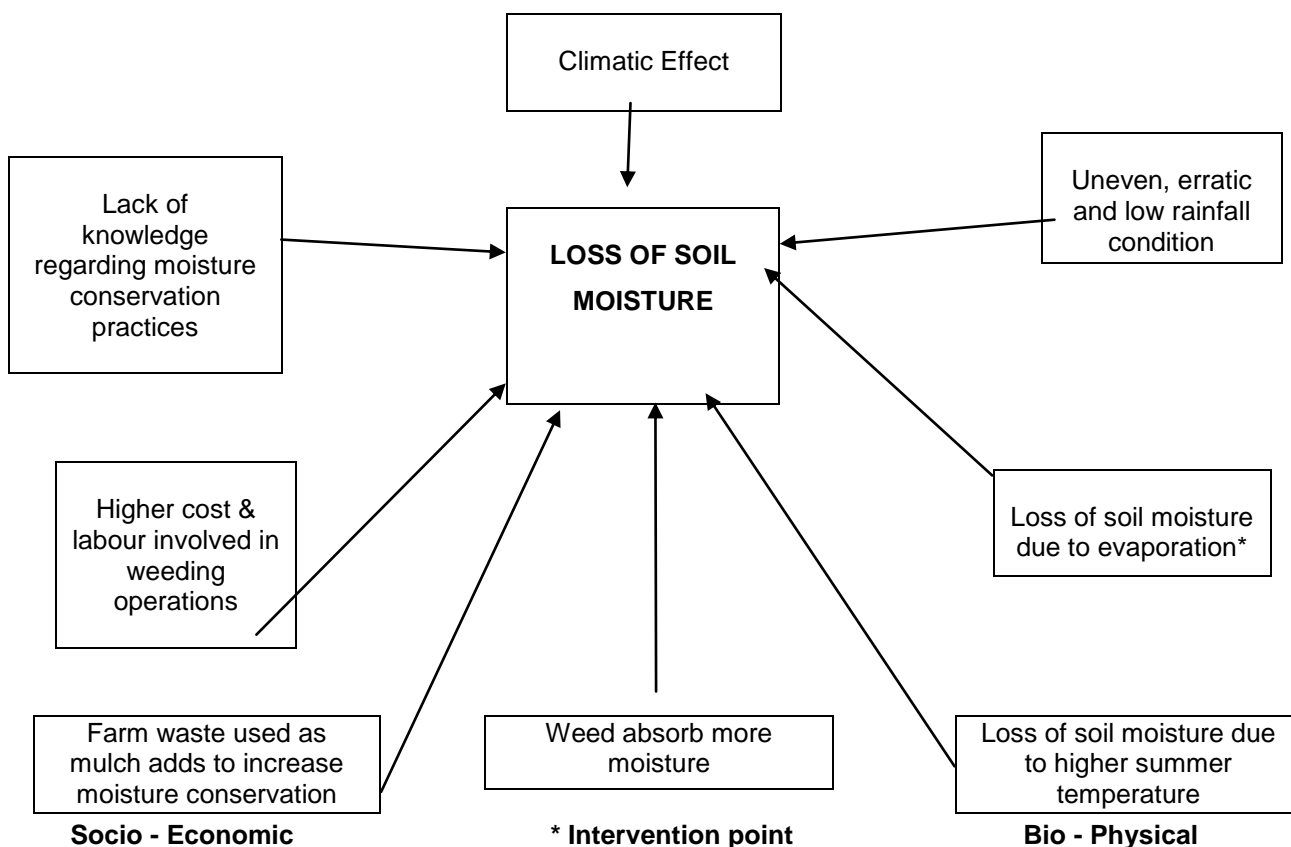 Climatic Effect
Lack of
knowledge
regarding moisture
conservation
practices
LOSS OF SOIL
MOISTURE
Uneven, erratic
and low rainfall
condition
Higher cost &
labour involved in
weeding
operations
Loss of soil moisture
due to evaporation*
Farm waste used as
mulch adds to increase
moisture conservation
Weed absorb more
moisture
Loss of soil moisture due
to higher summer
temperature
Socio - Economic
* Intervention point
Bio - Physical